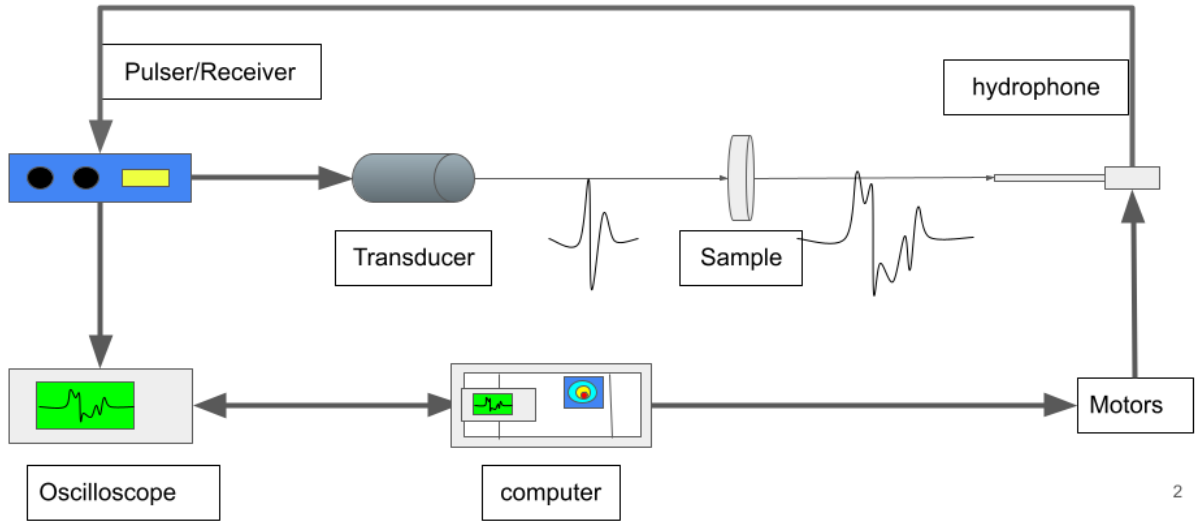 Pulser/Receiver
hydrophone
Transducer
Sample
Motors
Oscilloscope
computer
2